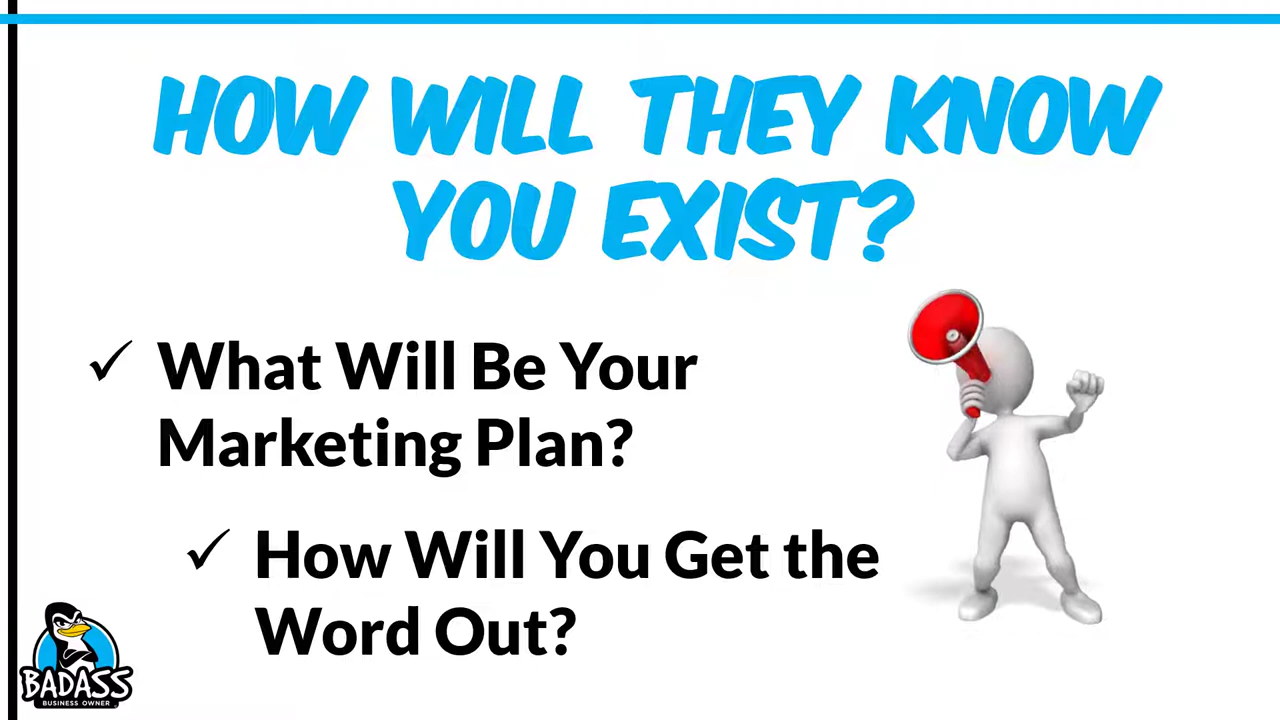 HOW WILL THEY KNOW
YOU EXIST?
✓ What Will Be Your
Marketing Plan?
✓ How Will You Get the
Word Out?
BADASS
BUSINESS OWNER